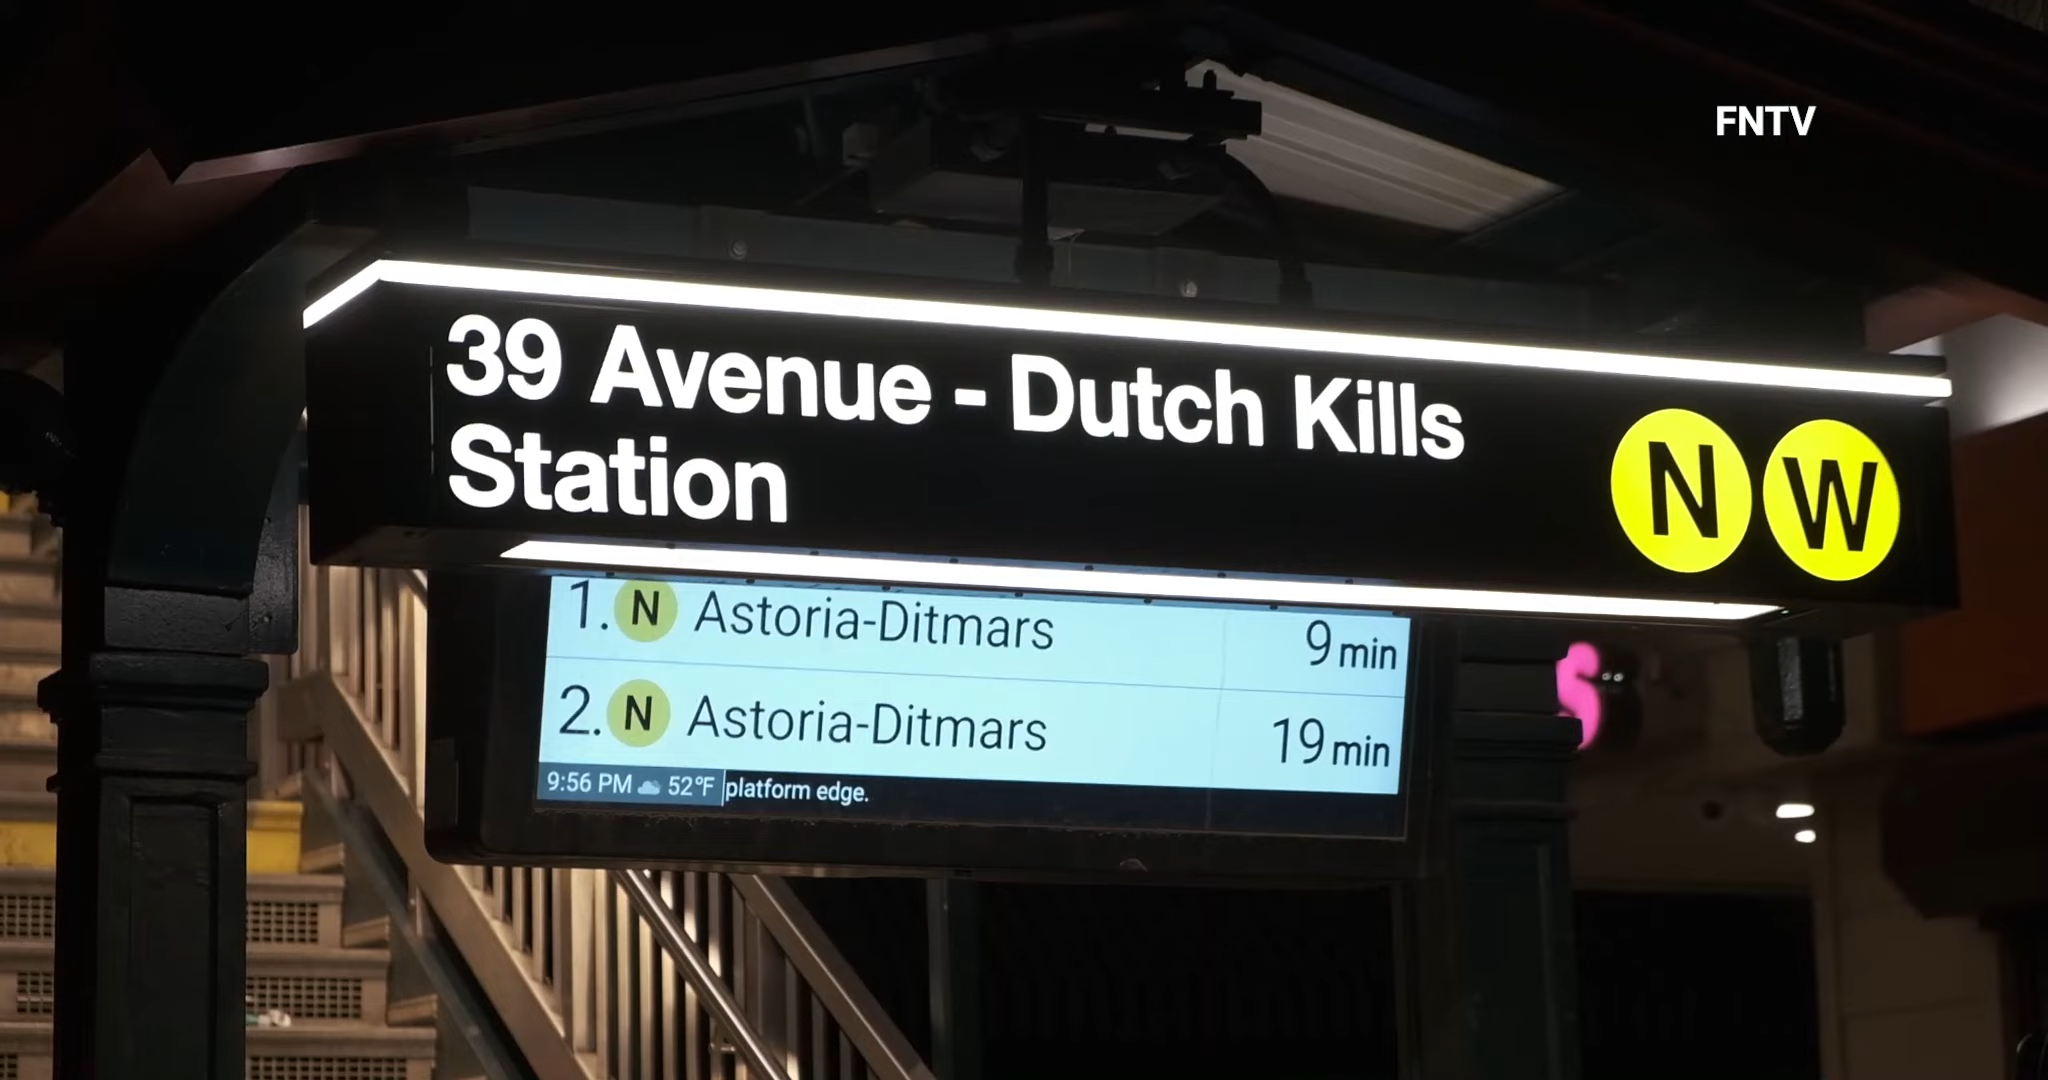 FNTV
39 Avenue - Dutch Kills
Station
N W
1. N Astoria-Ditmars 9 min
2. N Astoria-Ditmars 19 min
9:56 PM 52°F platform edge.